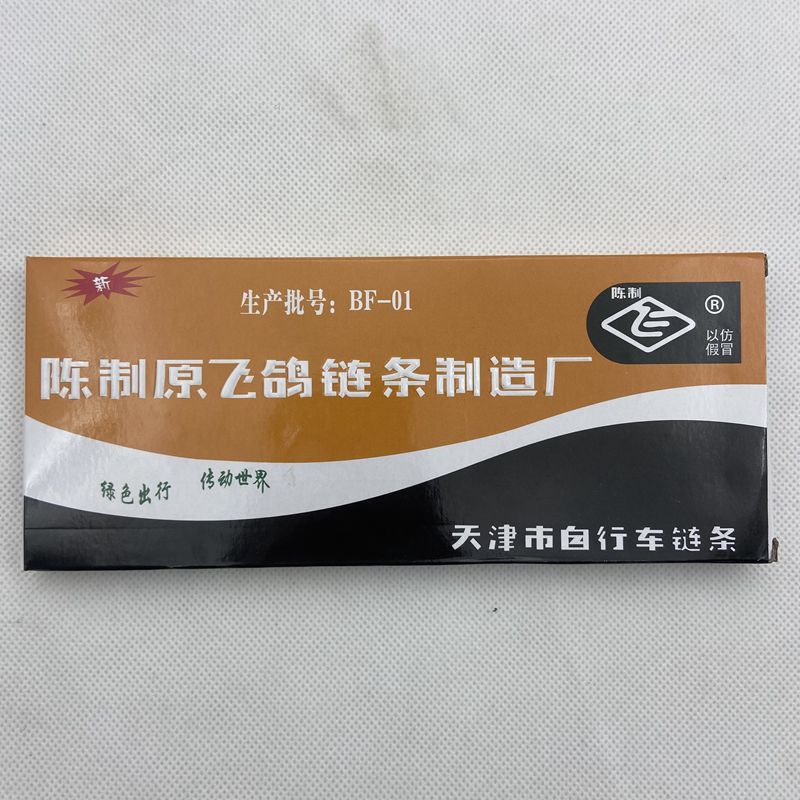 新
生产批号：BF-01
陈制
®
以仿
假冒
陈制原飞鸽链条制造厂
绿色出行 传动世界
天津市自行车链条